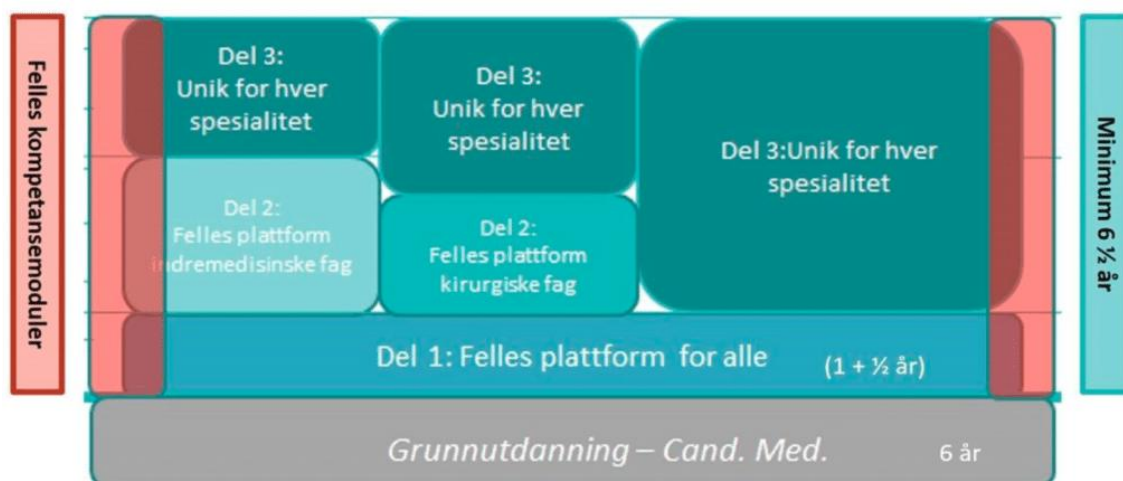 Felles kompetansemoduler
Del 3:
Unik for hver
spesialitet
Del 3:
Unik for hver
spesialitet
Del 3:Unik for hver
spesialitet
Del 2:
Felles plattform
indremedisinske fag
Del 2:
Felles plattform
kirurgiske fag
Del 1: Felles plattform for alle
(1 + ½ år)
Grunnutdanning – Cand. Med.
6 år
Minimum 6 ½ år